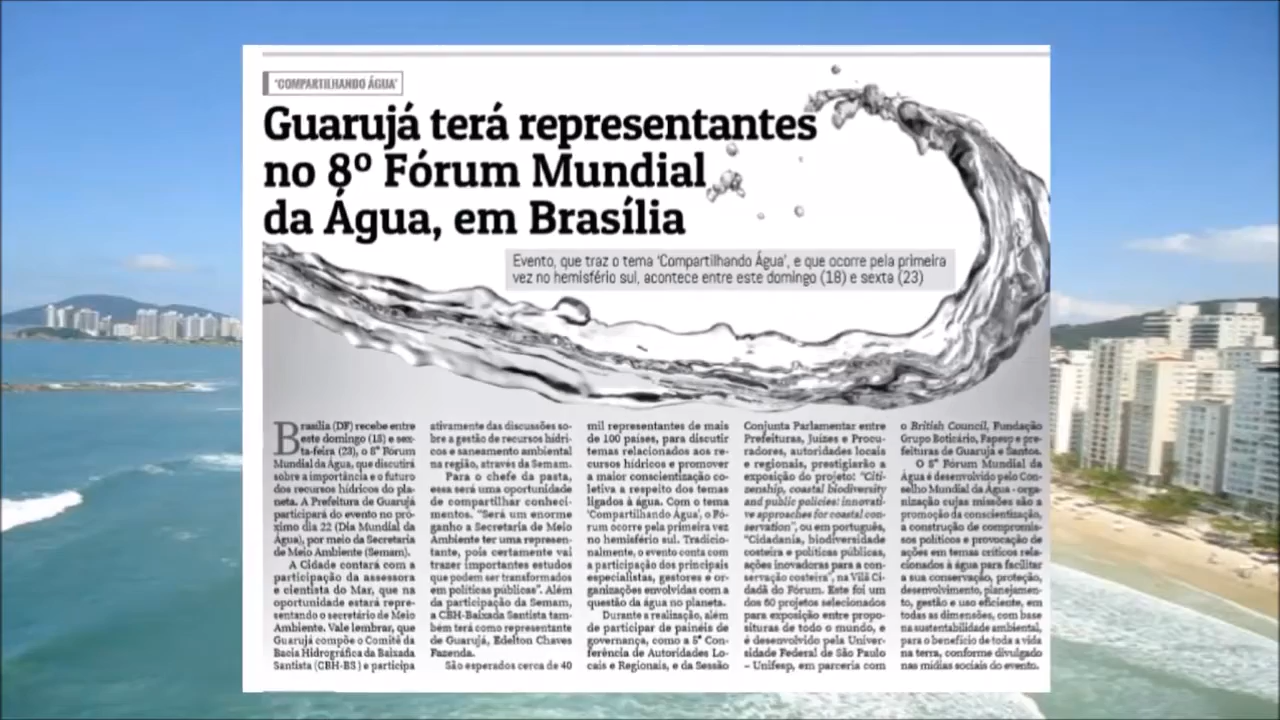 'COMPARTILHANDO ÁGUA'
Guarujá terá representantes
no 8º Fórum Mundial
da Água, em Brasília
Evento, que traz o tema 'Compartilhando Água', e que ocorre pela primeira
vez no hemisfério sul, acontece entre este domingo (18) e sexta (23)
Brasília (DF) recebe entre
este domingo (18) e sex-
ta-feira (23), o 8º Fórum
Mundial da Água, que discutirá
sobre a importância e o futuro
dos recursos hídricos do pla-
neta. A Prefeitura de Guarujá
participará do evento no pró-
ximo dia 22 (Dia Mundial da
Água), por meio da Secretaria
de Meio Ambiente (Semam).
A Cidade contará com a
participação da assessora
e cientista do Mar, que na
oportunidade estará repre-
sentando o secretário de Meio
Ambiente. Vale lembrar, que
Guarujá compõe o Comitê da
Bacia Hidrográfica da Baixada
Santista (CBH-BS) e participa
ativamente das discussões so-
bre a gestão de recursos hídri-
cos e saneamento ambiental
na região, através da Semam.
Para o chefe da pasta,
essa será uma oportunidade
de compartilhar conheci-
mentos. “Será um enorme
ganho a Secretaria de Meio
Ambiente ter uma represen-
tante, pois certamente vai
trazer importantes estudos
que podem ser transformados
em políticas públicas”. Além
da participação da Semam,
a CBH-Baixada Santista tam-
bém terá como representante
de Guarujá, Edelton Chaves
Fazenda.
São esperados cerca de 40
mil representantes de mais
de 100 países, para discutir
temas relacionados aos re-
cursos hídricos e promover
a maior conscientização co-
letiva a respeito dos temas
ligados à água. Com o tema
'Compartilhando Água', o Fó-
rum ocorre pela primeira vez
no hemisfério sul. Tradicio-
nalmente, o evento conta com
a participação dos principais
especialistas, gestores e or-
ganizações envolvidas com a
questão da água no planeta.
Durante a realização, além
de participar de painéis de
governança, como a 5ª Con-
ferência de Autoridades Lo-
cais e Regionais, e da Sessão
Conjunta Parlamentar entre
Prefeituras, Juízes e Procu-
radores, autoridades locais
e regionais, prestigiarão a
exposição do projeto: “Citi-
zenship, coastal biodiversity
and public policies: innovati-
ve approaches for coastal con-
servation”, ou em português,
“Cidadania, biodiversidade
costeira e políticas públicas,
ações inovadoras para a con-
servação costeira”, na Vila Ci-
dadã do Fórum. Este foi um
dos 60 projetos selecionados
para exposição entre propo-
situras de todo o mundo, e
é desenvolvido pela Univer-
sidade Federal de São Paulo
– Unifesp, em parceria com
o British Council, Fundação
Grupo Boticário, Fapesp e pre-
feituras de Guarujá e Santos.
O 8º Fórum Mundial da
Água é desenvolvido pelo Con-
selho Mundial da Água - orga-
nização cujas missões são a
promoção da conscientização,
a construção de compromis-
sos políticos e provocação de
ações em temas críticos rela-
cionados à água para facilitar
a sua conservação, proteção,
desenvolvimento, planejamen-
to, gestão e uso eficiente, em
todas as dimensões, com base
na sustentabilidade ambiental,
para o benefício de toda a vida
na terra, conforme divulgado
nas mídias sociais do evento.